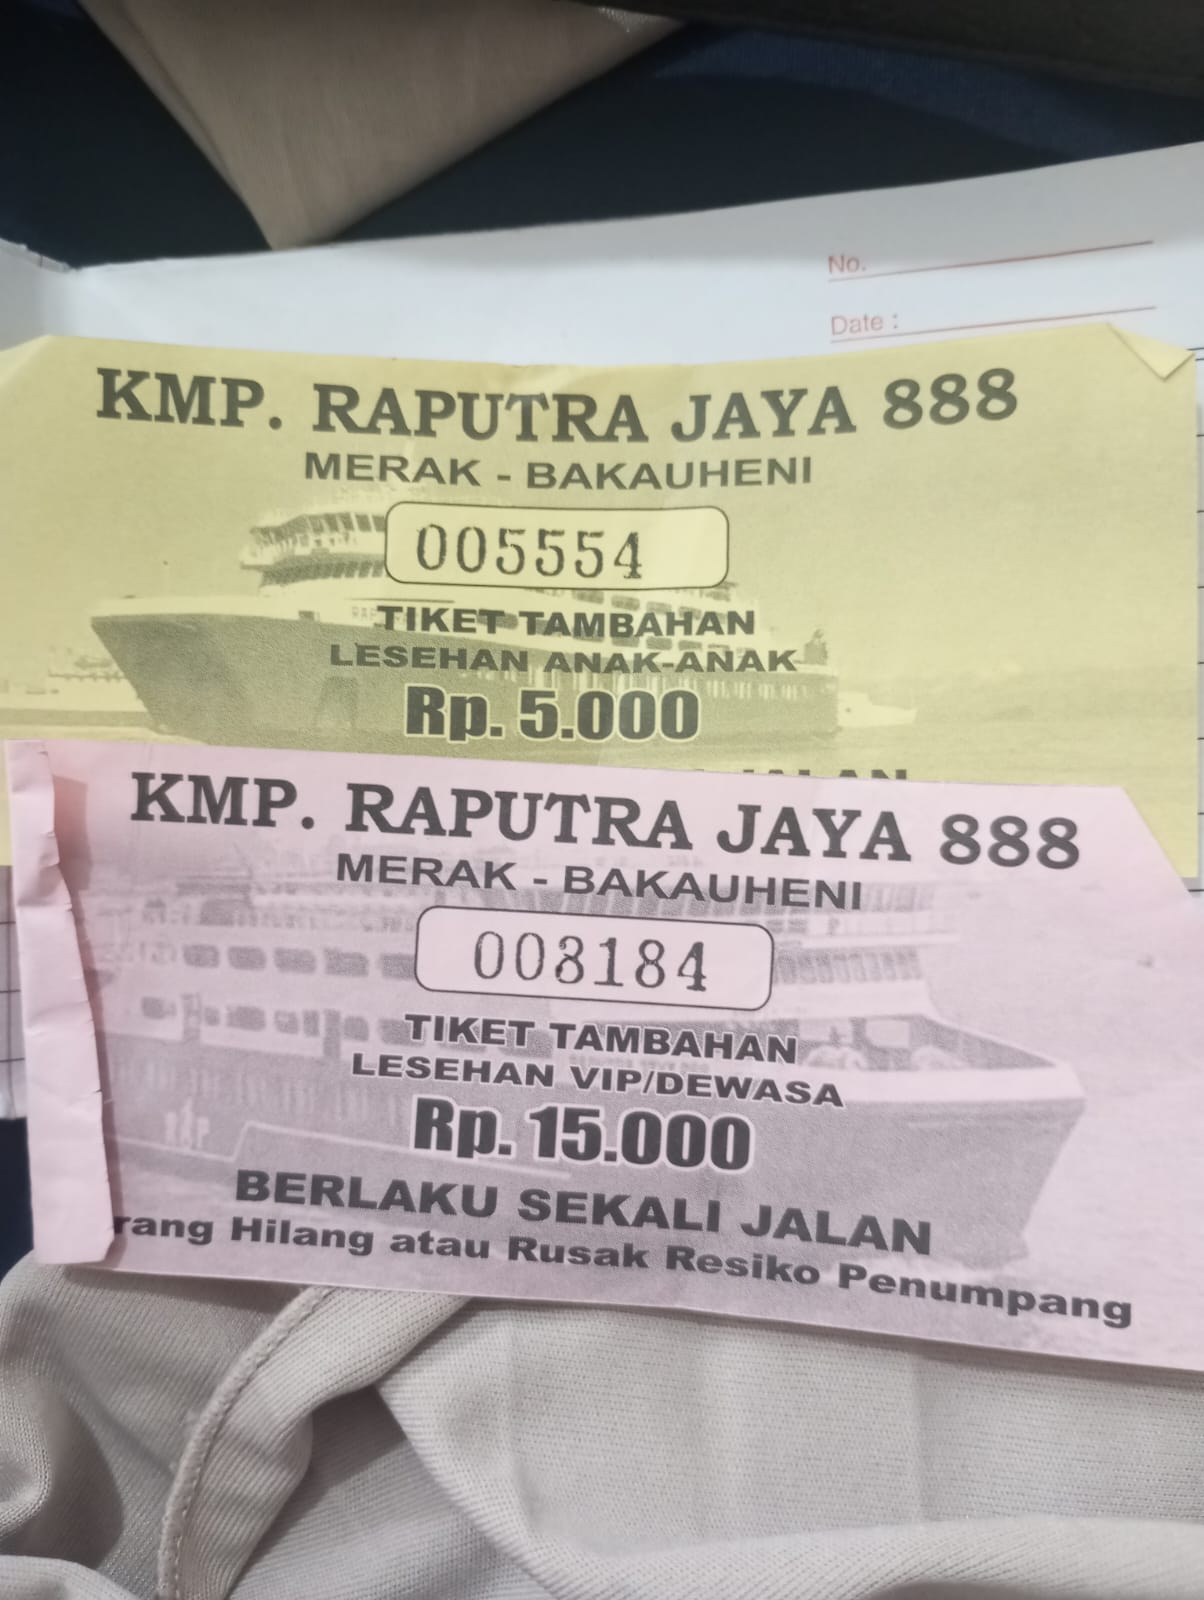 No.
Date :
KMP. RAPUTRA JAYA 888
MERAK - BAKAUHENI
005554
TIKET TAMBAHAN
LESEHAN ANAK-ANAK
Rp. 5.000
JALAN
KMP. RAPUTRA JAYA 888
MERAK - BAKAUHENI
008184
TIKET TAMBAHAN
LESEHAN VIP/DEWASA
Rp. 15.000
BERLAKU SEKALI JALAN
rang Hilang atau Rusak Resiko Penumpang